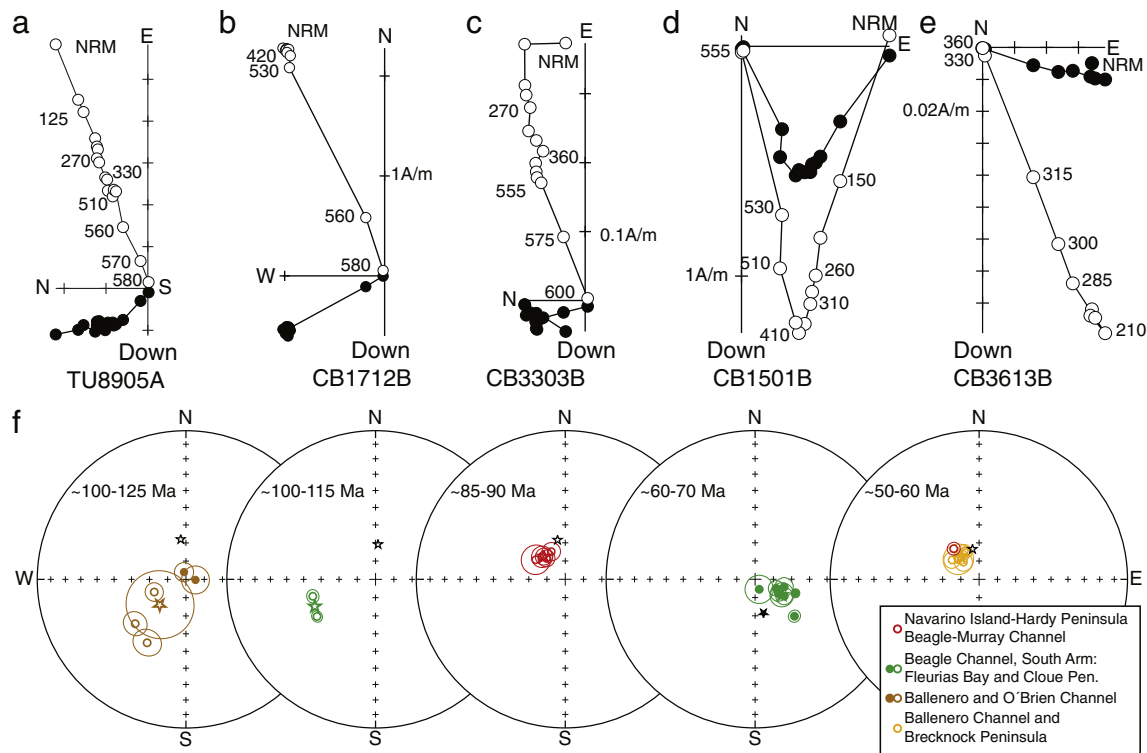 a
E
NRM
125
270
330
510
560
570
580
N
S
Down
TU8905A
b
N
NRM
420
530
1A/m
560
W
580
Down
CB1712B
c
E
NRM
270
360
555
0.1A/m
575
600
N
Down
CB3303B
d
N
NRM
555
E
150
530
510
1A/m
260
310
410
Down
CB1501B
e
N
360
E
330
NRM
0.02A/m
315
300
285
210
Down
CB3613B
f
N
~100-125 Ma
W
S
N
~100-115 Ma
S
N
~85-90 Ma
S
N
~60-70 Ma
S
N
~50-60 Ma
E
S
Navarino Island-Hardy Peninsula
Beagle-Murray Channel
Beagle Channel, South Arm:
Fleurias Bay and Cloue Pen.
Ballenero and O´Brien Channel
Ballenero Channel and
Brecknock Peninsula